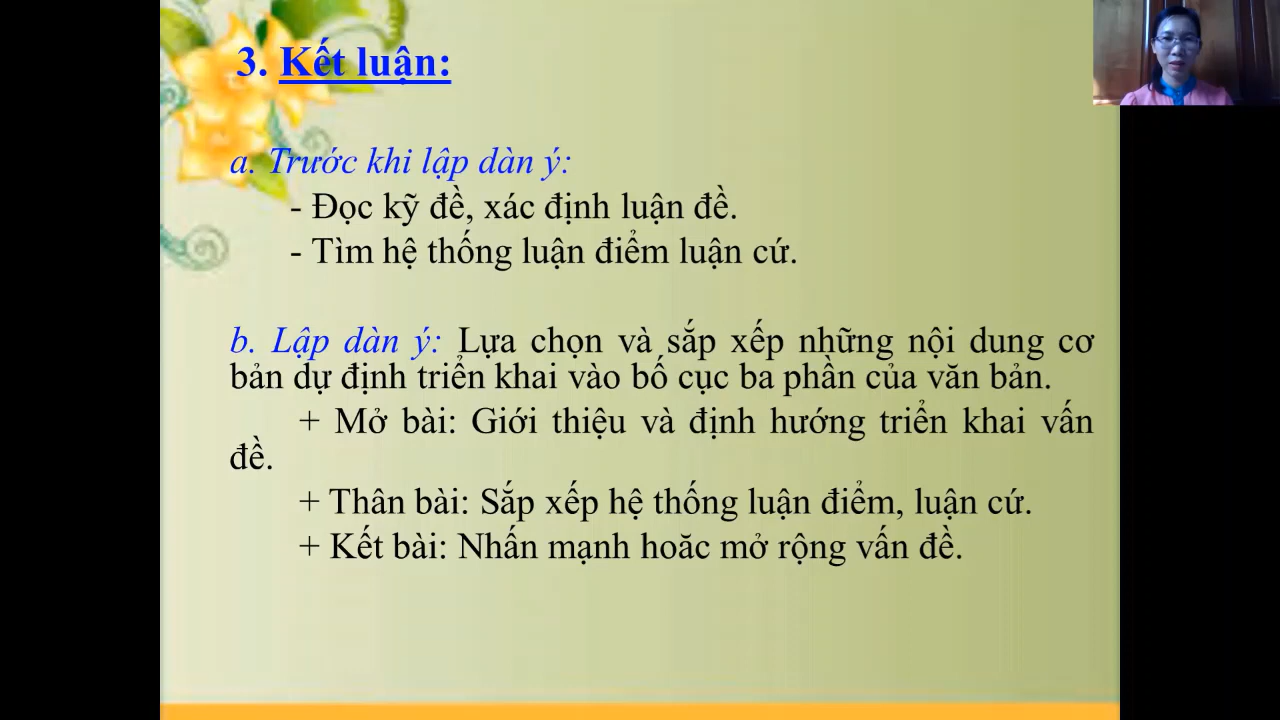 3. Kết luận:
a. Trước khi lập dàn ý:
- Đọc kỹ đề, xác định luận đề.
- Tìm hệ thống luận điểm luận cứ.
b. Lập dàn ý: Lựa chọn và sắp xếp những nội dung cơ
bản dự định triển khai vào bố cục ba phần của văn bản.
+ Mở bài: Giới thiệu và định hướng triển khai vấn
đề.
+ Thân bài: Sắp xếp hệ thống luận điểm, luận cứ.
+ Kết bài: Nhấn mạnh hoăc mở rộng vấn đề.